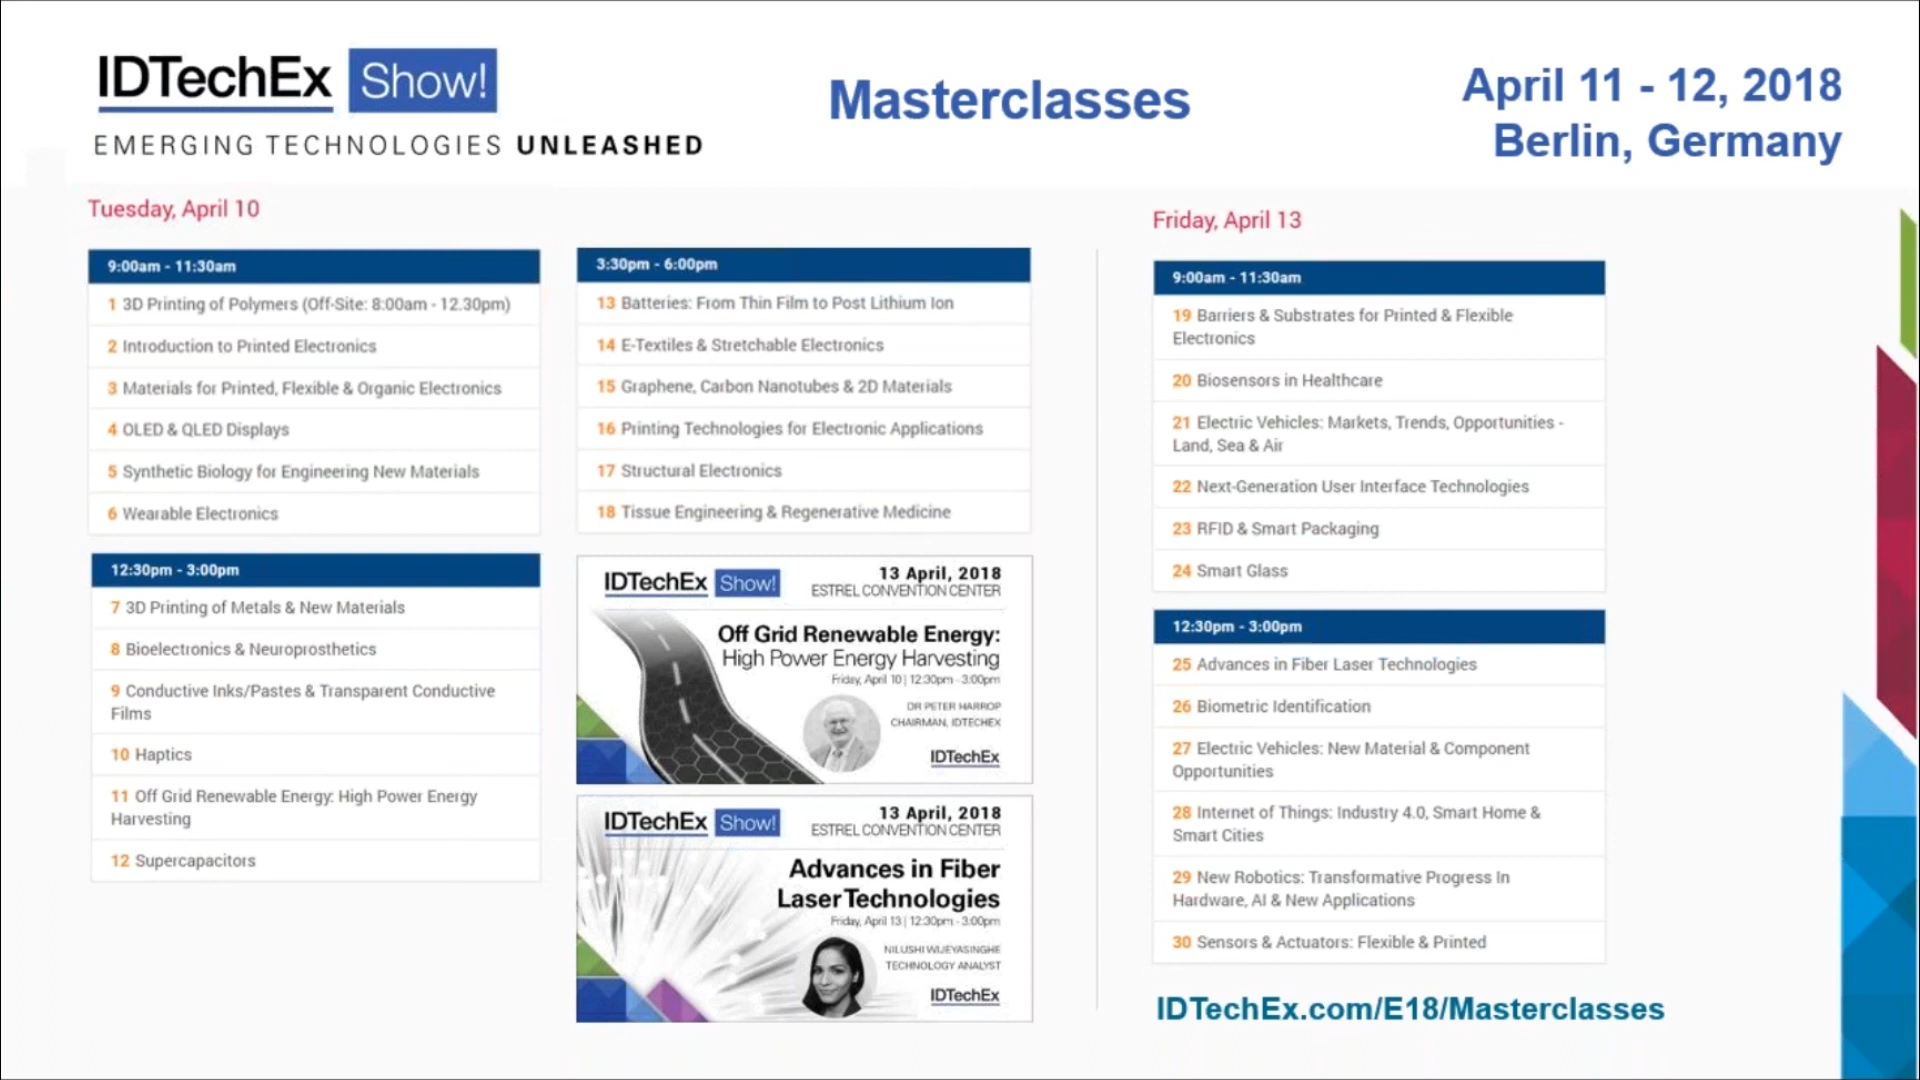 IDTechEx Show!
EMERGING TECHNOLOGIES UNLEASHED
Masterclasses
April 11 - 12, 2018
Berlin, Germany
Tuesday, April 10
9:00am - 11:30am
1 3D Printing of Polymers (Off-Site: 8:00am - 12.30pm)
2 Introduction to Printed Electronics
3 Materials for Printed, Flexible & Organic Electronics
4 OLED & QLED Displays
5 Synthetic Biology for Engineering New Materials
6 Wearable Electronics
12:30pm - 3:00pm
7 3D Printing of Metals & New Materials
8 Bioelectronics & Neuroprosthetics
9 Conductive Inks/Pastes & Transparent Conductive
Films
10 Haptics
11 Off Grid Renewable Energy: High Power Energy
Harvesting
12 Supercapacitors
3:30pm - 6:00pm
13 Batteries: From Thin Film to Post Lithium Ion
14 E-Textiles & Stretchable Electronics
15 Graphene, Carbon Nanotubes & 2D Materials
16 Printing Technologies for Electronic Applications
17 Structural Electronics
18 Tissue Engineering & Regenerative Medicine
IDTechEx Show!
13 April, 2018
ESTREL CONVENTION CENTER
Off Grid Renewable Energy:
High Power Energy Harvesting
Friday, April 10 | 12:30pm - 3:00pm
DR PETER HARROP
CHAIRMAN, IDTECHEX
IDTechEx
IDTechEx Show!
13 April, 2018
ESTREL CONVENTION CENTER
Advances in Fiber
Laser Technologies
Friday, April 13 | 12:30pm - 3:00pm
NILUSHI WIJEYASINGHE
TECHNOLOGY ANALYST
IDTechEx
Friday, April 13
9:00am - 11:30am
19 Barriers & Substrates for Printed & Flexible
Electronics
20 Biosensors in Healthcare
21 Electric Vehicles: Markets, Trends, Opportunities -
Land, Sea & Air
22 Next-Generation User Interface Technologies
23 RFID & Smart Packaging
24 Smart Glass
12:30pm - 3:00pm
25 Advances in Fiber Laser Technologies
26 Biometric Identification
27 Electric Vehicles: New Material & Component
Opportunities
28 Internet of Things: Industry 4.0, Smart Home &
Smart Cities
29 New Robotics: Transformative Progress In
Hardware, AI & New Applications
30 Sensors & Actuators: Flexible & Printed
IDTechEx.com/E18/Masterclasses